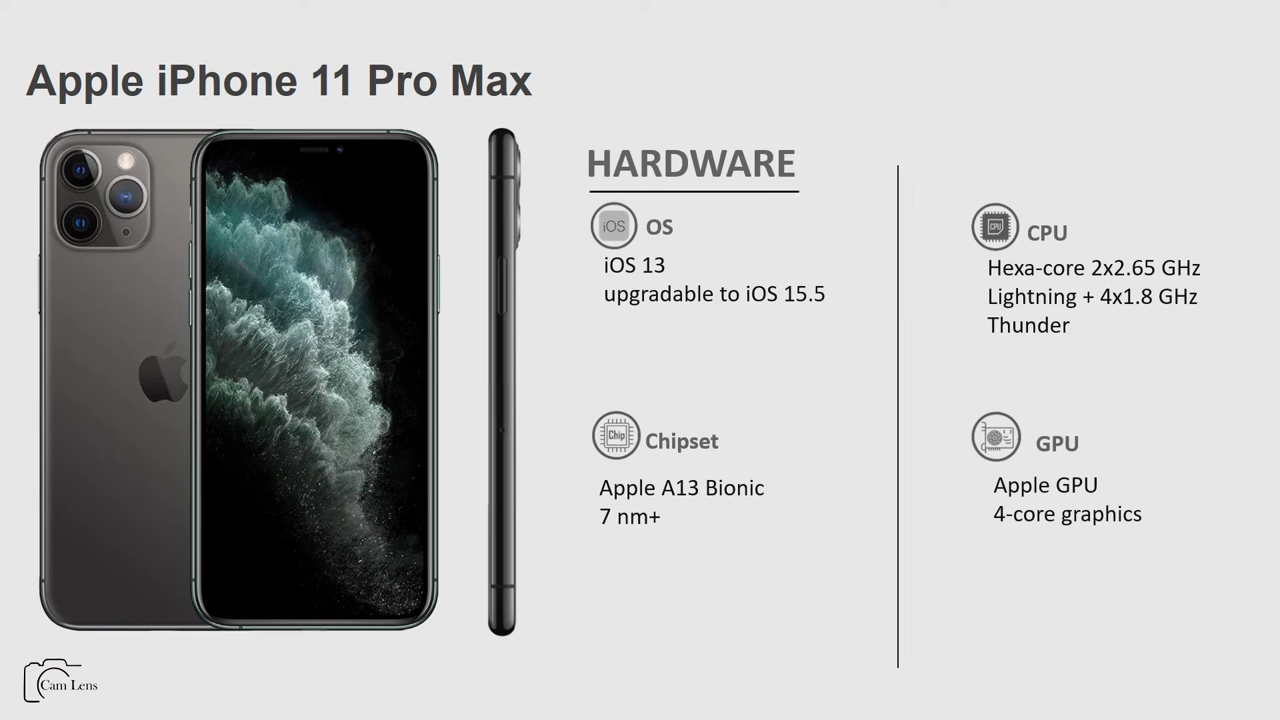 Apple iPhone 11 Pro Max
HARDWARE
iOS
OS
iOS 13
upgradable to iOS 15.5
Chip
Chipset
Apple A13 Bionic
7 nm+
CPU
CPU
Hexa-core 2x2.65 GHz
Lightning + 4x1.8 GHz
Thunder
GPU
Apple GPU
4-core graphics
Cam Lens